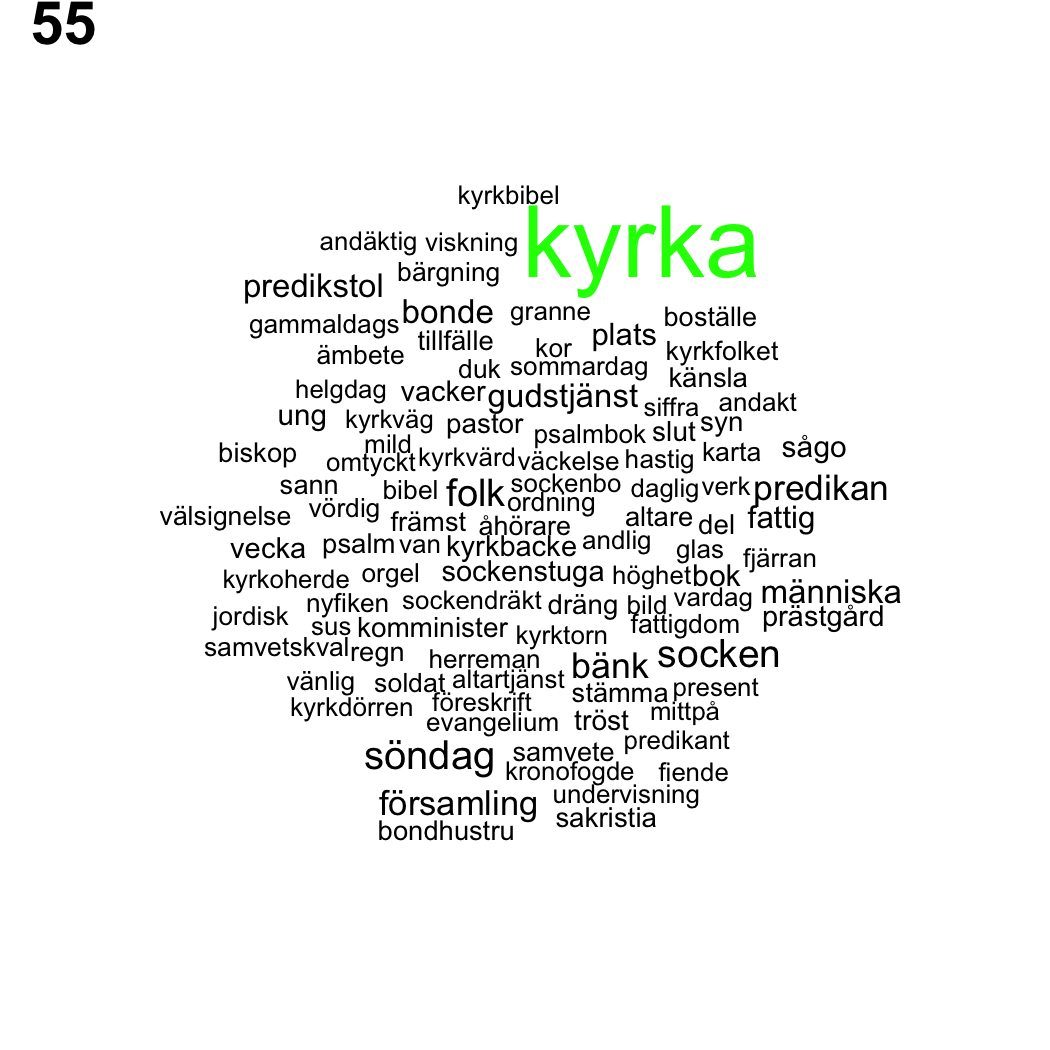 55
kyrkbibel
kyrka
andäktig viskning
bärgning
predikstol
bonde granne boställe
gammaldags tillfälle plats
ämbete kor kyrkfolket
duk sommardag känsla
helgdag vacker gudstjänst siffra andakt
ung kyrkväg pastor psalmbok slut syn
biskop mild karta sågo
omtyckt kyrkvärd väckelse hastig
sann bibel folk sockenbo daglig verk predikan
välsignelse vördig ordning
främst åhörare altare del fattig
vecka psalm van kyrkbacke andlig glas fjärran
kyrkoherde orgel sockenstuga höghet bok
nyfiken sockendräkt dräng bild vardag människa
jordisk sus komminister kyrktorn fattigdom prästgård
samvetskval regn herreman bänk socken
vänlig soldat altartjänst stämma present
kyrkdörren föreskrift mittpå
evangelium tröst
söndag samvete predikant
kronofogde fiende
församling undervisning
bondhustru sakristia